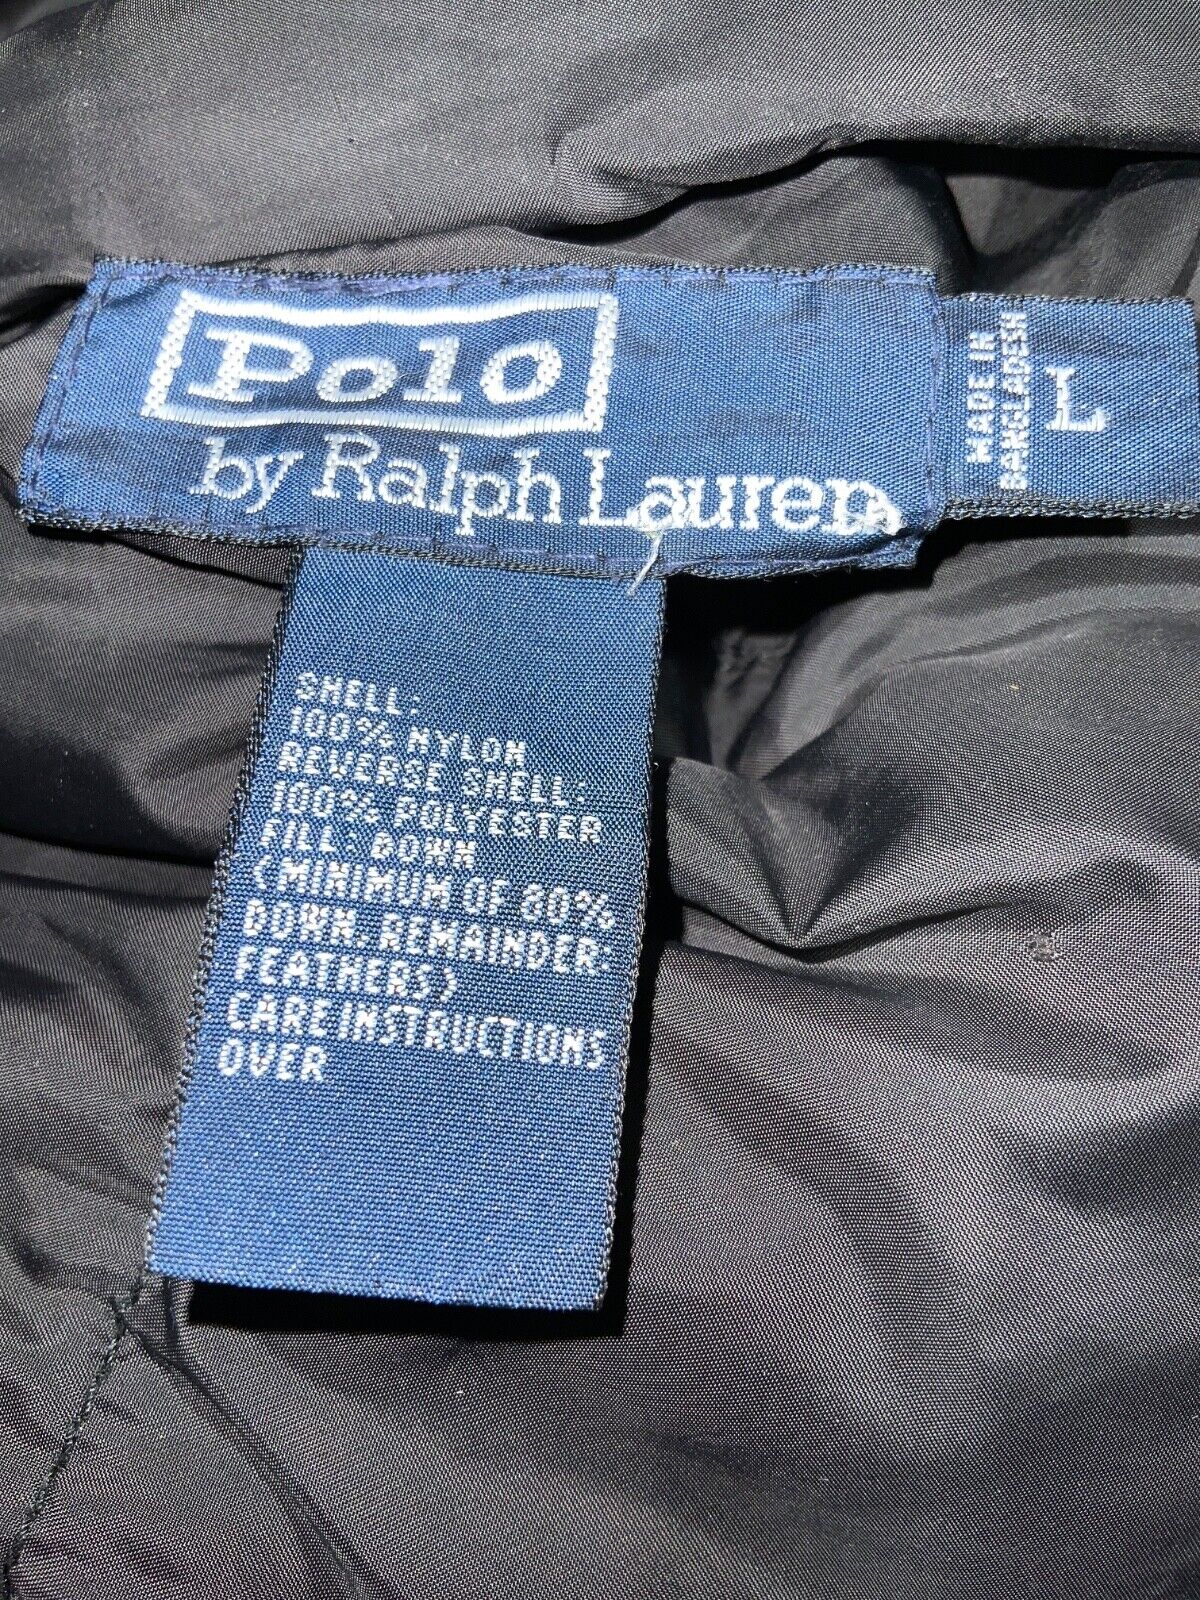 Polo
by Ralph Lauren
MADE IN
BANGLADESH
L
SHELL:
100% NYLON
REVERSE SHELL:
100% POLYESTER
FILL: DOWN
(MINIMUM OF 80%
DOWN, REMAINDER:
FEATHERS)
CARE INSTRUCTIONS
OVER